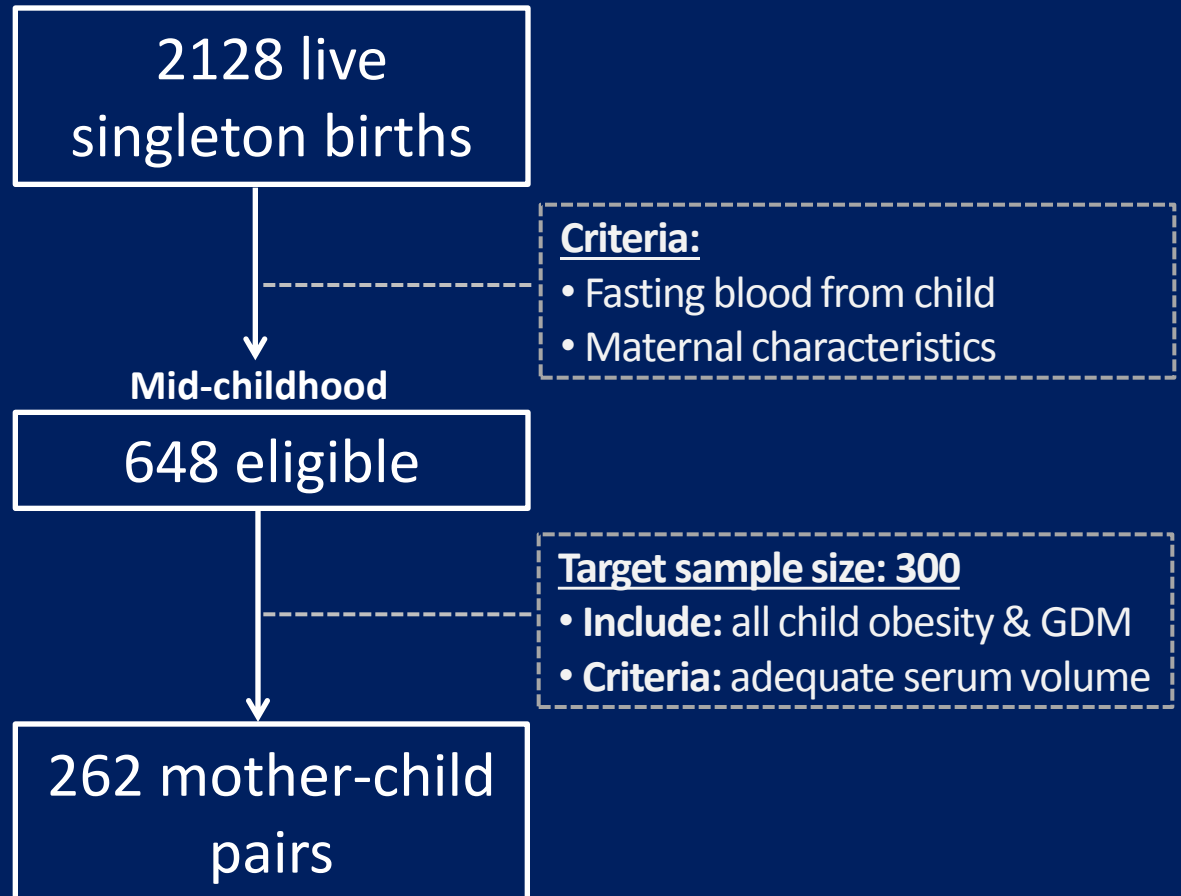 2128 live
singleton births
Criteria:
• Fasting blood from child
• Maternal characteristics
Mid-childhood
648 eligible
Target sample size: 300
• Include: all child obesity & GDM
• Criteria: adequate serum volume
262 mother-child
pairs